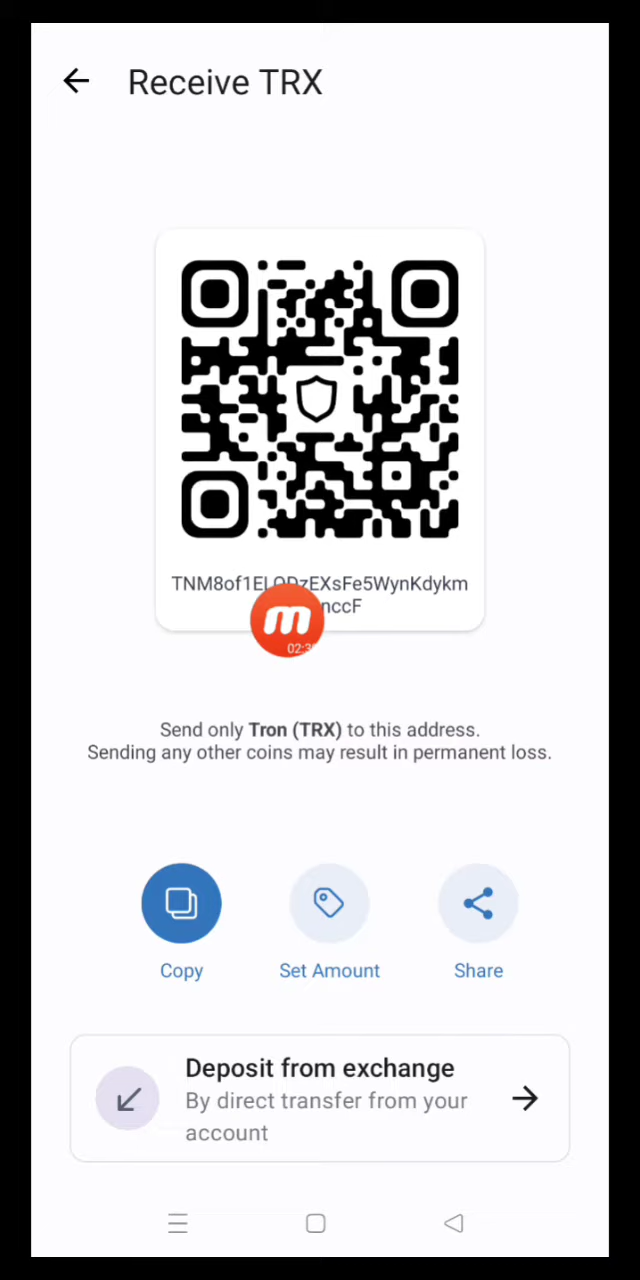 Receive TRX
nccF
Send only Tron (TRX) to this address.
Sending any other coins may result in permanent loss.
Copy
Set Amount
Share
Deposit from exchange
By direct transfer from your
account